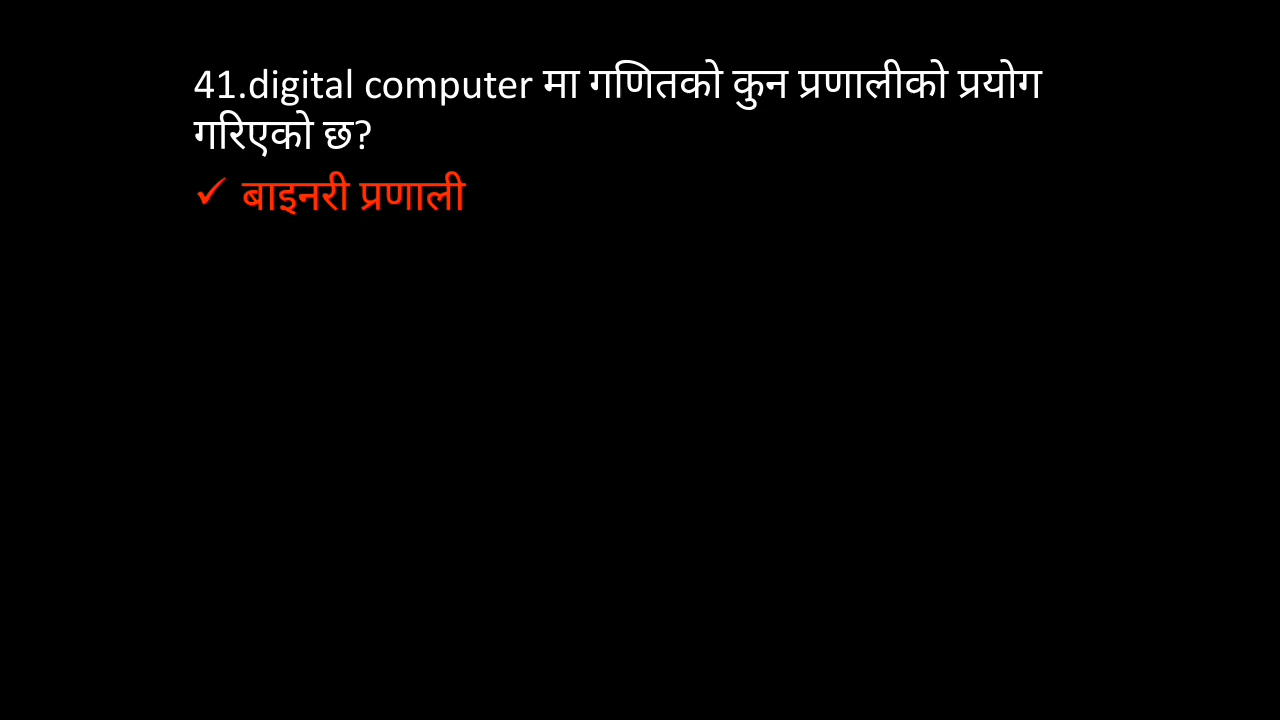 41.digital computer मा गणितको कुन प्रणालीको प्रयोग
गरिएको छ?
✓ बाइनरी प्रणाली